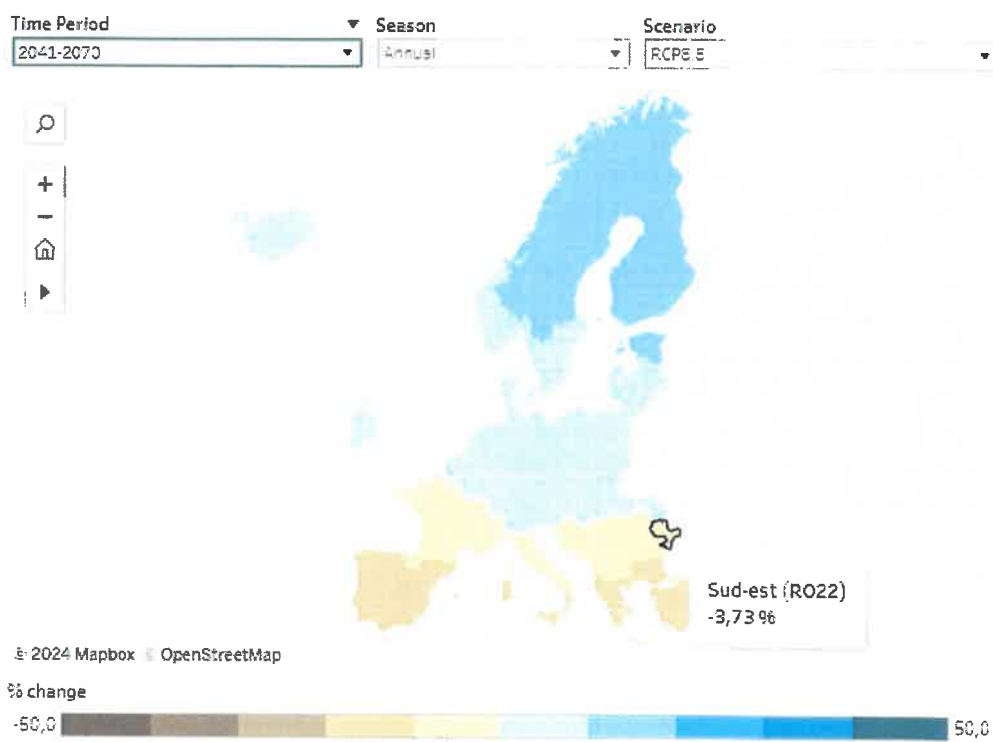 Time Period
2041-2070
Season
Annual
Scenario
RCP8.5
Sud-est (RO22)
-3,73 %
© 2024 Mapbox © OpenStreetMap
% change
-50,0
50,0